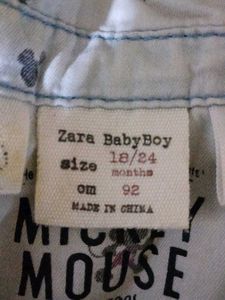 Zara BabyBoy
size 18/24
months
cm 92
MADE IN CHINA
MICKEY
MOUSE